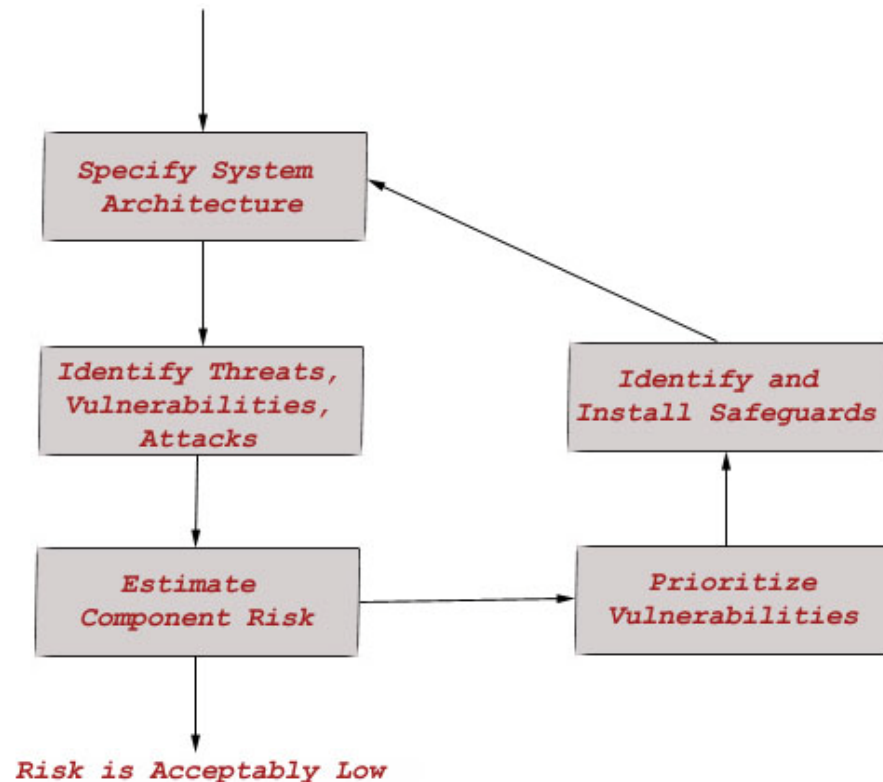 Specify System
Architecture
Identify Threats,
Vulnerabilities,
Attacks
Identify and
Install Safeguards
Estimate
Component Risk
Prioritize
Vulnerabilities
Risk is Acceptably Low